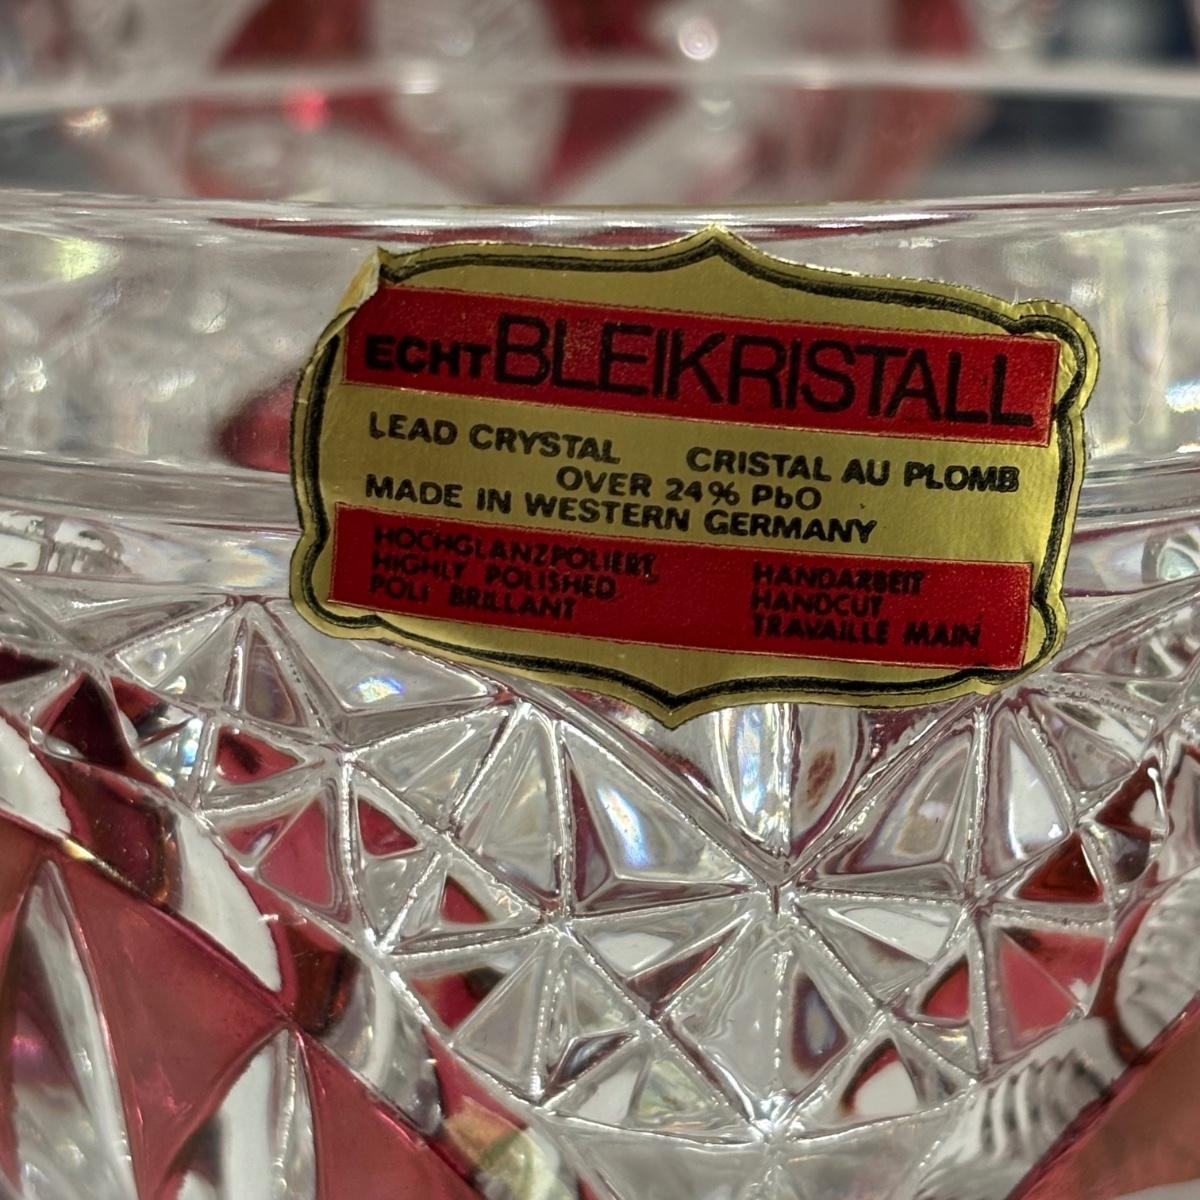 ECHT BLEIKRISTALL
LEAD CRYSTAL CRISTAL AU PLOMB
OVER 24% PbO
MADE IN WESTERN GERMANY
HOCHGLANZPOLIERT
HIGHLY POLISHED
POLI BRILLANT
HANDARBEIT
HANDCUT
TRAVAILLE MAIN